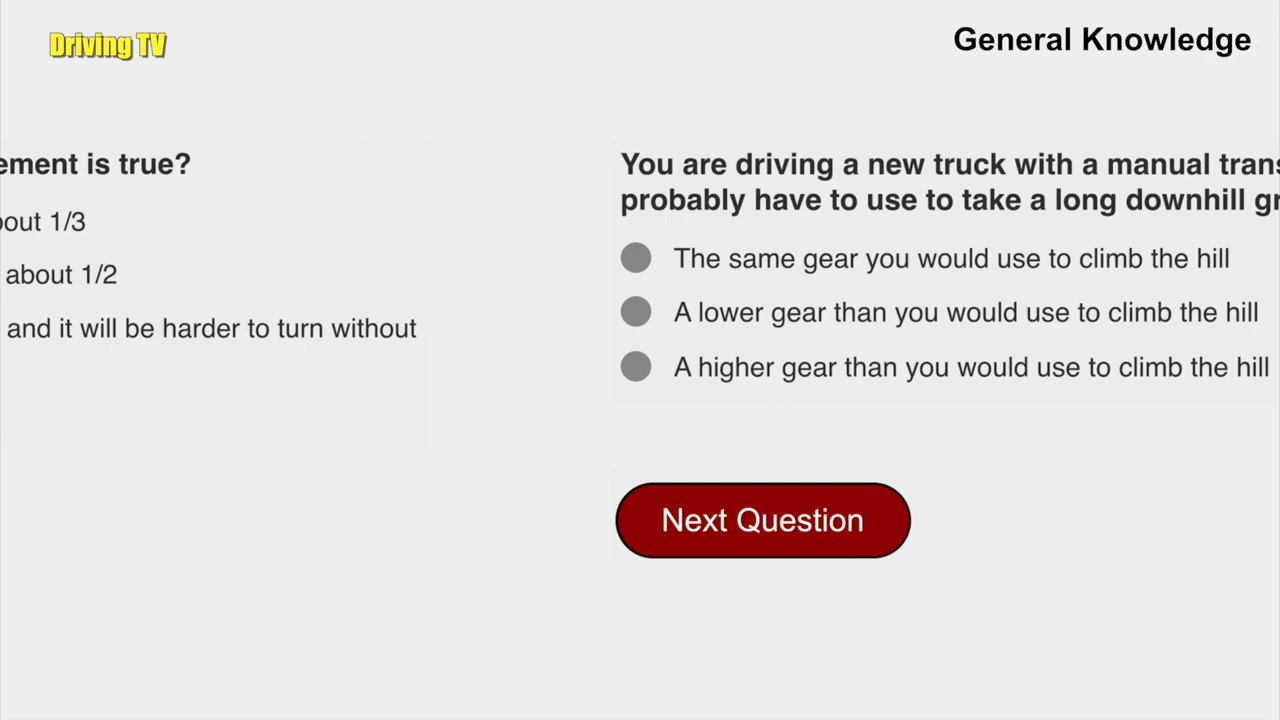 Driving TV
General Knowledge
ement is true?
out 1/3
about 1/2
and it will be harder to turn without
You are driving a new truck with a manual trans
probably have to use to take a long downhill gr
The same gear you would use to climb the hill
A lower gear than you would use to climb the hill
A higher gear than you would use to climb the hill
Next Question